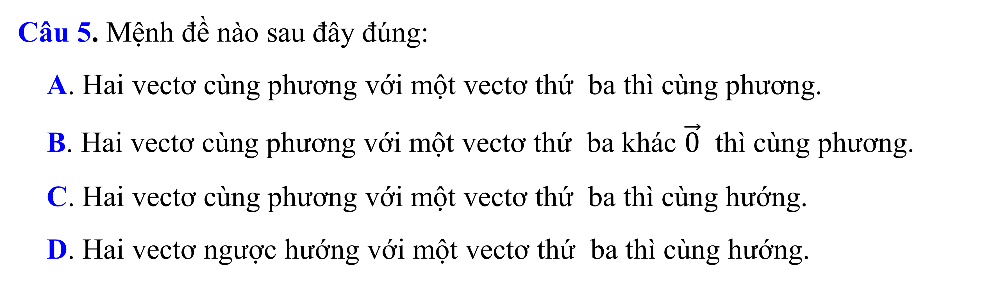 Câu 5. Mệnh đề nào sau đây đúng:
A. Hai vectơ cùng phương với một vectơ thứ ba thì cùng phương.
B. Hai vectơ cùng phương với một vectơ thứ ba khác $\vec{0}$ thì cùng phương.
C. Hai vectơ cùng phương với một vectơ thứ ba thì cùng hướng.
D. Hai vectơ ngược hướng với một vectơ thứ ba thì cùng hướng.